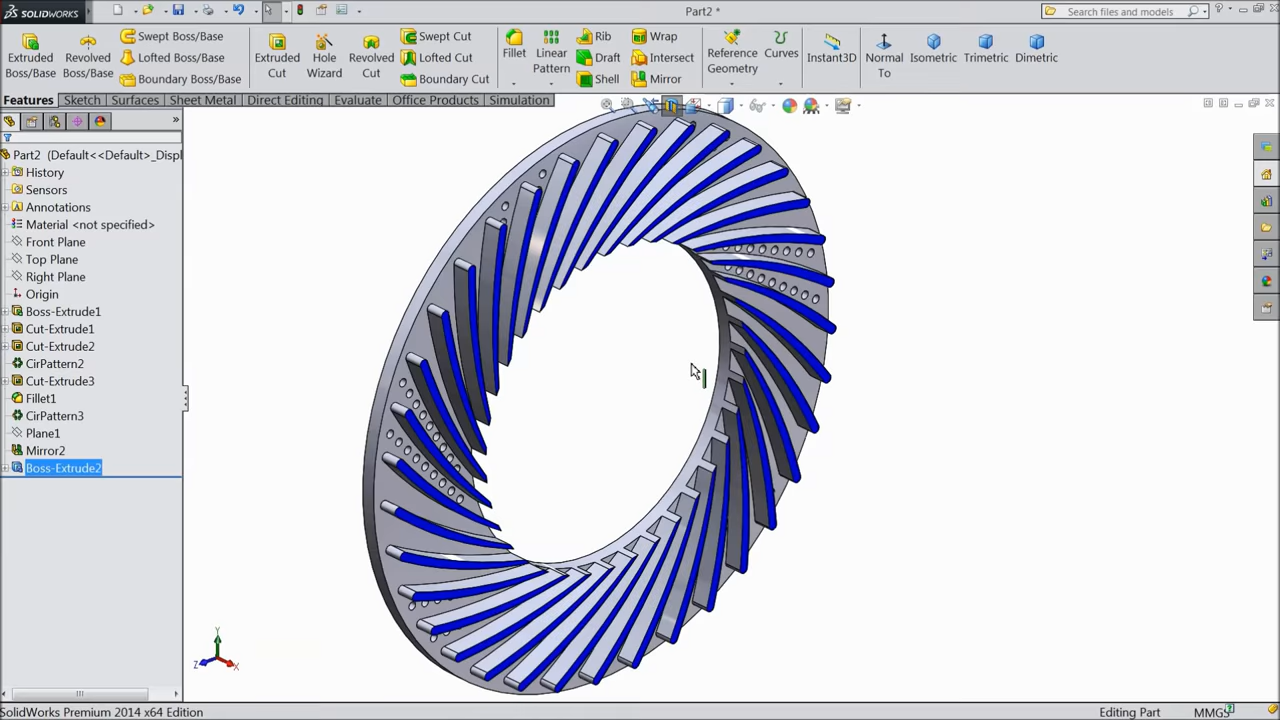 SOLIDWORKS
Part2 *
Search files and models
Extruded Boss/Base
Revolved Boss/Base
Swept Boss/Base
Lofted Boss/Base
Boundary Boss/Base
Extruded Cut
Hole Wizard
Revolved Cut
Swept Cut
Lofted Cut
Boundary Cut
Fillet
Linear Pattern
Rib
Draft
Shell
Wrap
Intersect
Mirror
Reference Geometry
Curves
Instant3D
Normal To
Isometric
Trimetric
Dimetric
Features
Sketch
Surfaces
Sheet Metal
Direct Editing
Evaluate
Office Products
Simulation
Part2 (Default<<Default>_Displ
History
Sensors
Annotations
Material <not specified>
Front Plane
Top Plane
Right Plane
Origin
Boss-Extrude1
Cut-Extrude1
Cut-Extrude2
CirPattern2
Cut-Extrude3
Fillet1
CirPattern3
Plane1
Mirror2
Boss-Extrude2
Y
Z
X
SolidWorks Premium 2014 x64 Edition
Editing Part
MMGS